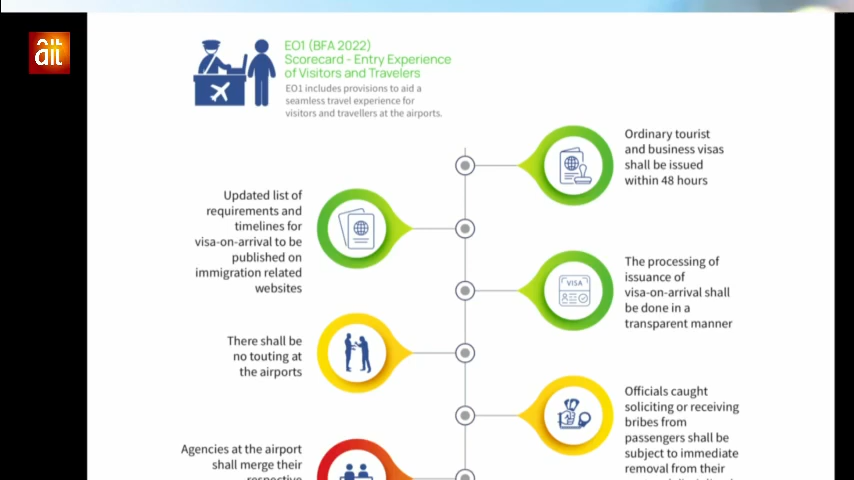 âit
EO1 (BFA 2022)
Scorecard - Entry Experience
of Visitors and Travelers
EO1 includes provisions to aid a
seamless travel experience for
visitors and travellers at the airports.
Ordinary tourist
and business visas
shall be issued
within 48 hours
Updated list of
requirements and
timelines for
visa-on-arrival to be
published on
immigration related
websites
The processing of
issuance of
visa-on-arrival shall
be done in a
transparent manner
VISA
There shall be
no touting at
the airports
Officials caught
soliciting or receiving
bribes from
passengers shall be
subject to immediate
removal from their
Agencies at the airport
shall merge their
respective